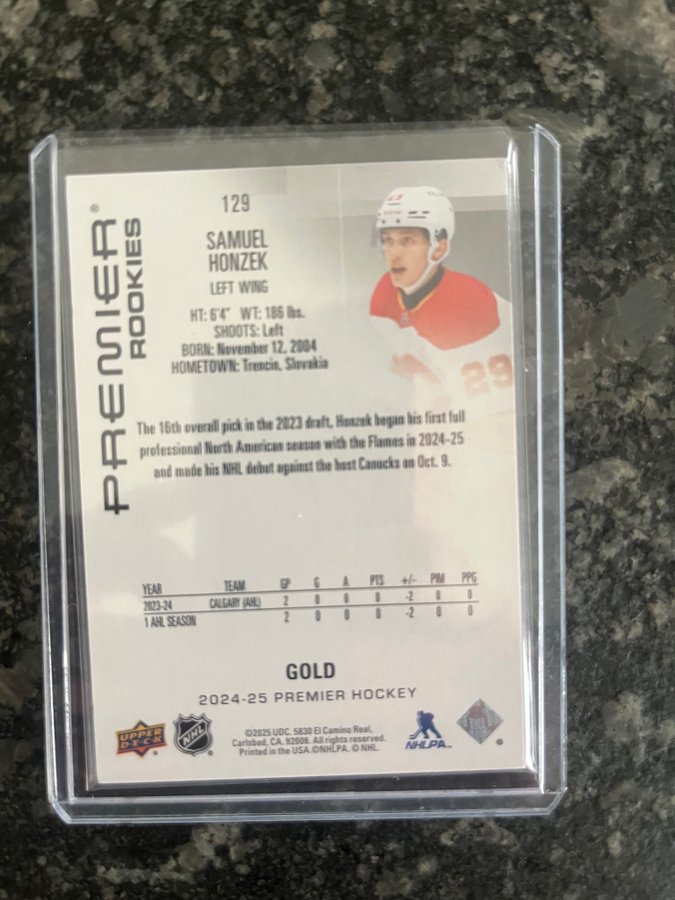 PREMIER®
ROOKIES
129
SAMUEL
HONZEK
LEFT WING
HT: 6'4" WT: 186 lbs.
SHOOTS: Left
BORN: November 12, 2004
HOMETOWN: Trencin, Slovakia
29
The 16th overall pick in the 2023 draft, Honzek began his first full
professional North American season with the Flames in 2024-25
and made his NHL debut against the host Canucks on Oct. 9.
YEAR TEAM GP G A PTS +/- PIM PPG
2023-24 CALGARY (AHL) 2 0 0 0 -2 0 0
1 AHL SEASON 2 0 0 0 -2 0 0
GOLD
2024-25 PREMIER HOCKEY
UPPER
DECK
NHL
©2025 UDC. 5830 El Camino Real,
Carlsbad, CA. 92008. All rights reserved.
Printed in the USA.©NHLPA. © NHL.
NHLPA™